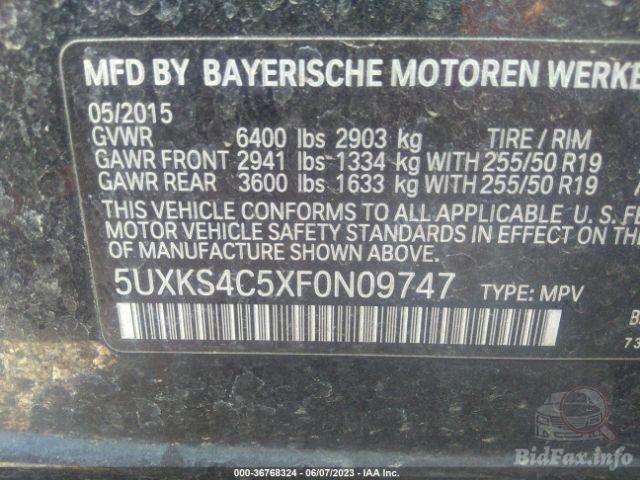 MFD BY BAYERISCHE MOTOREN WERKE
05/2015
GVWR 6400 lbs 2903 kg TIRE / RIM
GAWR FRONT 2941 lbs 1334 kg WITH 255/50 R19
GAWR REAR 3600 lbs 1633 kg WITH 255/50 R19
THIS VEHICLE CONFORMS TO ALL APPLICABLE U. S. F
MOTOR VEHICLE SAFETY STANDARDS IN EFFECT ON THE
OF MANUFACTURE SHOWN ABOVE.
5UXKS4C5XF0N09747 TYPE: MPV
73
BidFax.info
000-36768324 | 06/07/2023 - IAA Inc.